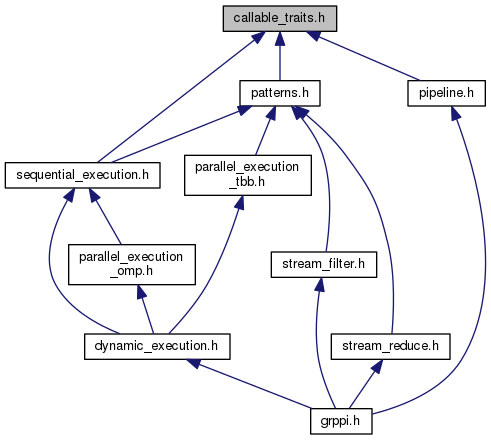 callable_traits.h
patterns.h
pipeline.h
sequential_execution.h
parallel_execution
_tbb.h
parallel_execution
_omp.h
stream_filter.h
dynamic_execution.h
stream_reduce.h
grppi.h